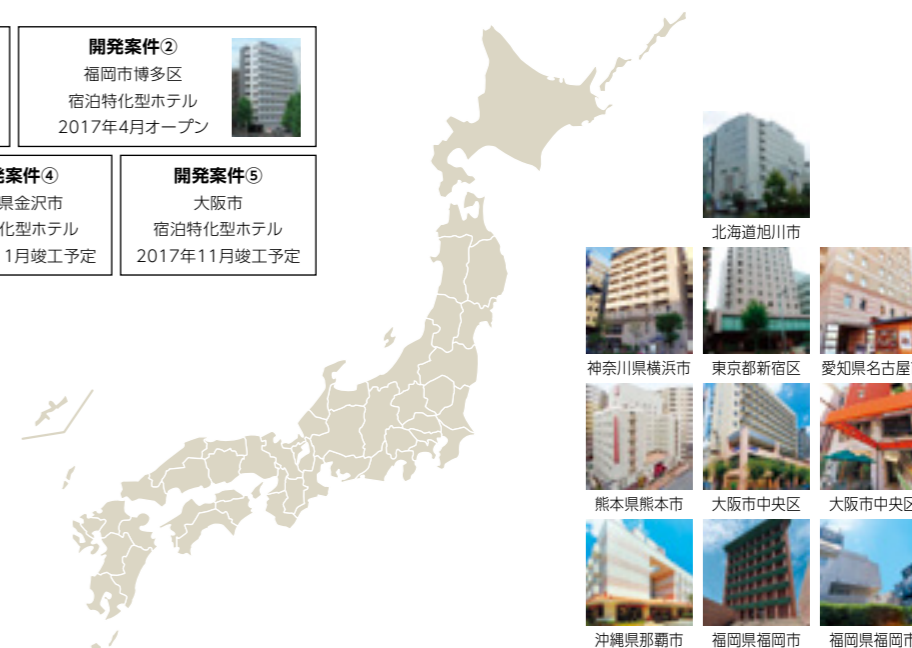 開発案件②
福岡市博多区
宿泊特化型ホテル
2017年4月オープン
案件④
県金沢市
化型ホテル
1月竣工予定
開発案件⑤
大阪市
宿泊特化型ホテル
2017年11月竣工予定
北海道旭川市
神奈川県横浜市
東京都新宿区
愛知県名古屋
熊本県熊本市
大阪市中央区
大阪市中央区
沖縄県那覇市
福岡県福岡市
福岡県福岡市